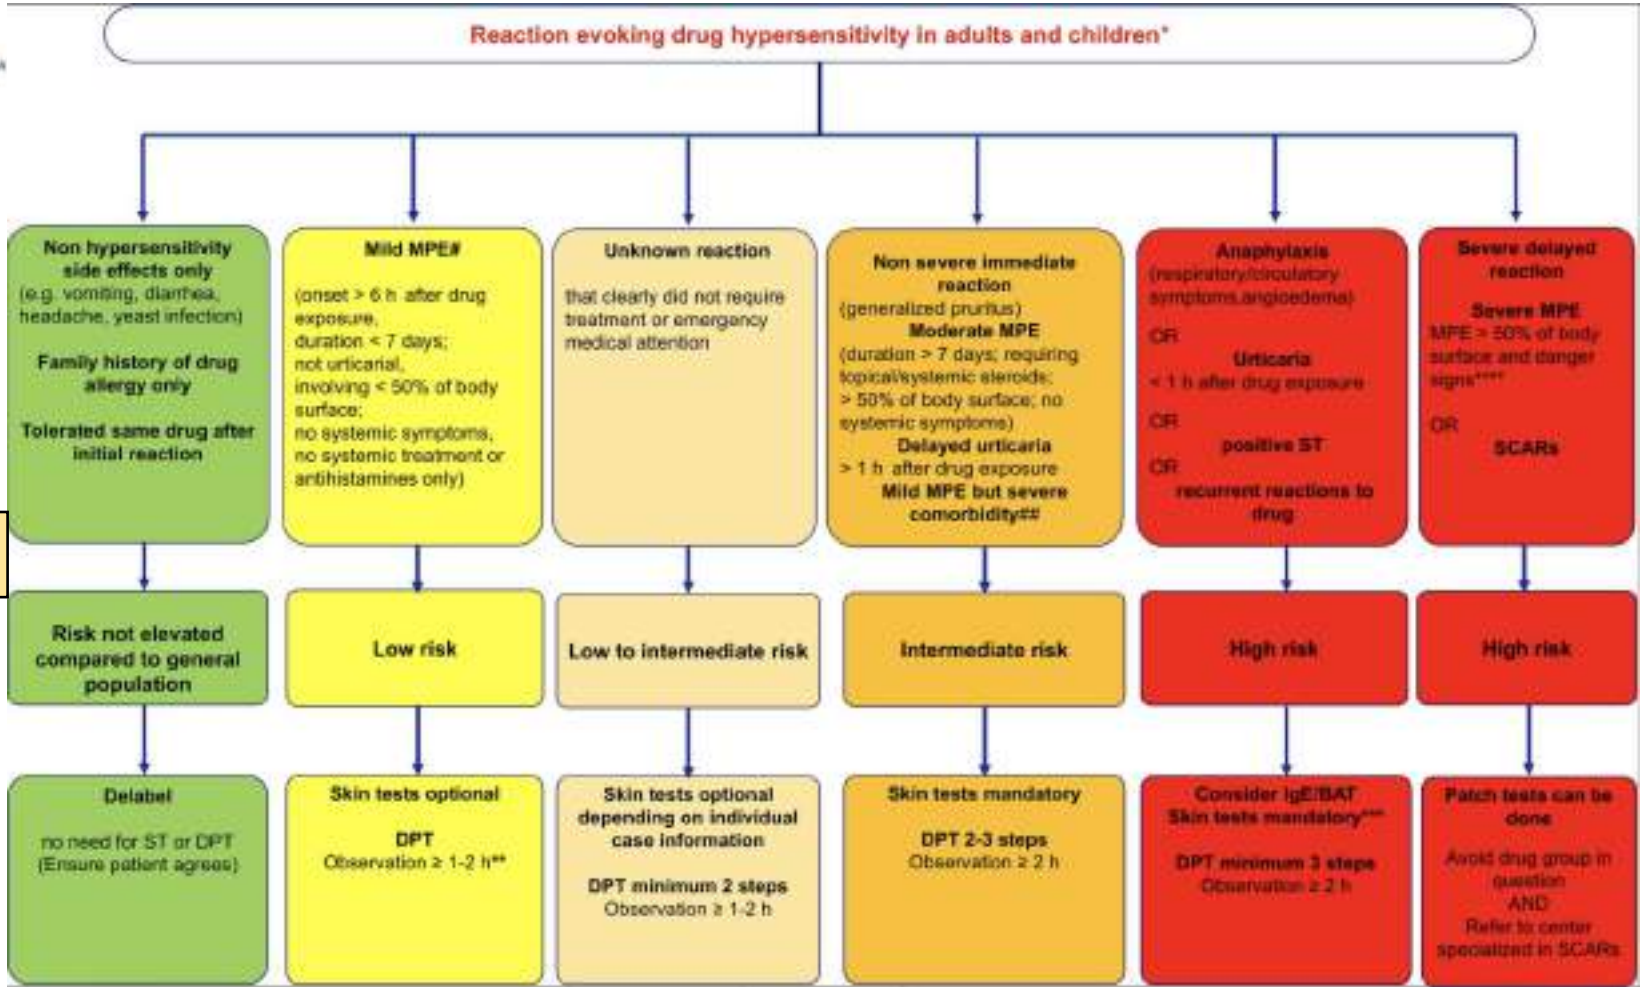 Reaction evoking drug hypersensitivity in adults and children*
Non hypersensitivity
side effects only
(e.g. vomiting, diarrhea,
headache, yeast infection)
Family history of drug
allergy only
Tolerated same drug after
initial reaction
Mild MPE#
(onset > 6 h after drug
exposure,
duration < 7 days;
not urticarial,
involving < 50% of body
surface;
no systemic symptoms,
no systemic treatment or
antihistamines only)
Unknown reaction
that clearly did not require
treatment or emergency
medical attention
Non severe immediate
reaction
(generalized pruritus)
Moderate MPE
(duration > 7 days; requiring
topical/systemic steroids;
> 50% of body surface; no
systemic symptoms)
Delayed urticaria
> 1 h after drug exposure
Mild MPE but severe
comorbidity##
Anaphylaxis
(respiratory/circulatory
symptoms,angioedema)
OR
Urticaria
< 1 h after drug exposure
OR
positive ST
OR
recurrent reactions to
drug
Severe delayed
reaction
Severe MPE
MPE > 50% of body
surface and danger
signs****
OR
SCARs
Risk not elevated
compared to general
population
Low risk
Low to intermediate risk
Intermediate risk
High risk
High risk
Delabel
no need for ST or DPT
(Ensure patient agrees)
Skin tests optional
DPT
Observation ≥ 1-2 h**
Skin tests optional
depending on individual
case information
DPT minimum 2 steps
Observation ≥ 1-2 h
Skin tests mandatory
DPT 2-3 steps
Observation ≥ 2 h
Consider IgE/BAT
Skin tests mandatory***
DPT minimum 3 steps
Observation ≥ 2 h
Patch tests can be
done
Avoid drug group in
question
AND
Refer to center
specialized in SCARs